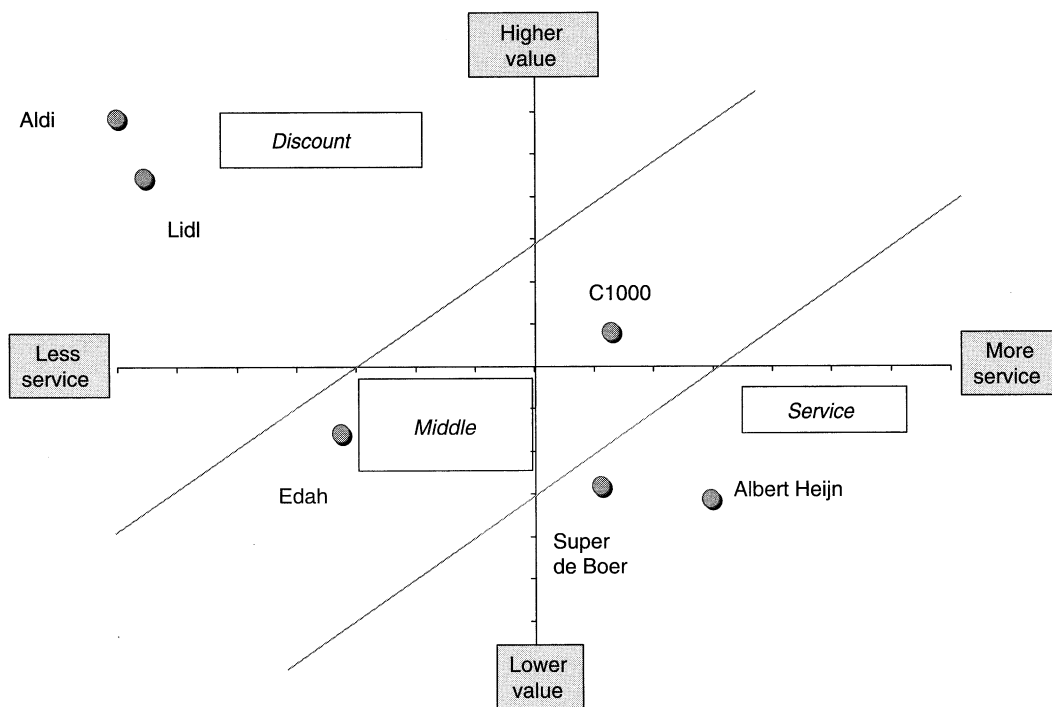 Higher
value
Aldi
Discount
Lidl
C1000
Less
service
More
service
Middle
Service
Edah
Albert Heijn
Super
de Boer
Lower
value